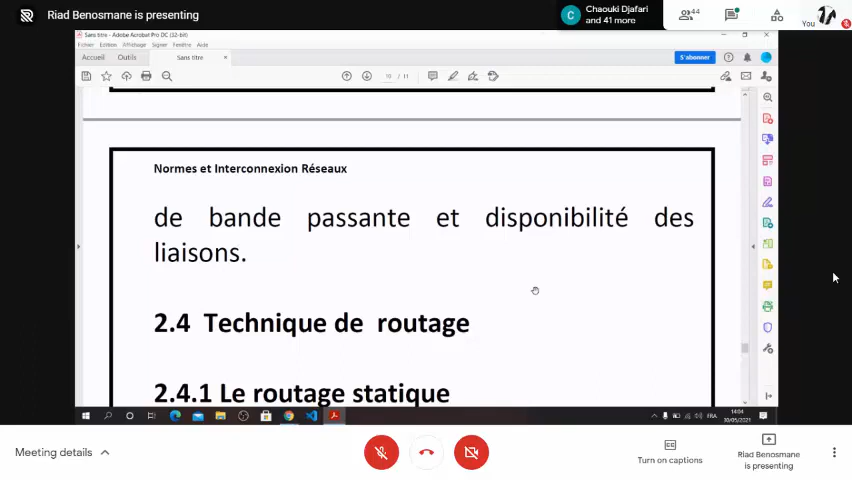 Riad Benosmane is presenting
C
Chaouki Djafari
and 41 more
44
You
Sans titre - Adobe Acrobat Pro DC (32-bit)
Fichier Edition Affichage Signer Fenêtre Aide
Accueil Outils Sans titre ×
S'abonner
10 / 11
Normes et Interconnexion Réseaux
de bande passante et disponibilité des
liaisons.
2.4 Technique de routage
2.4.1 Le routage statique
FRA
14:04
30/05/2021
Meeting details
CC
Turn on captions
Riad Benosmane
is presenting